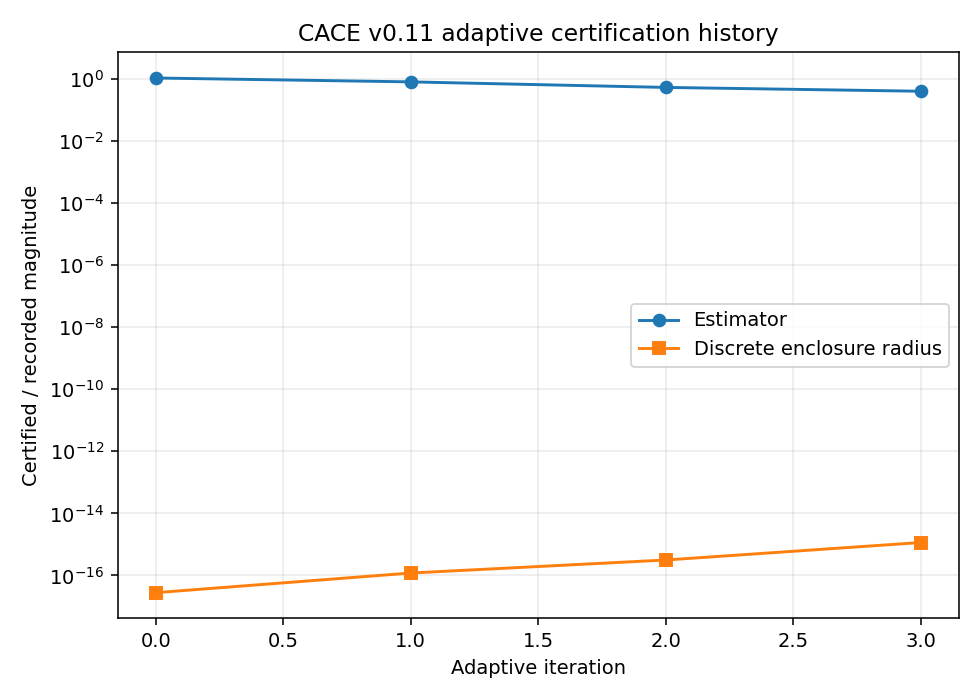 CACE v0.11 adaptive certification history
Certified / recorded magnitude
10⁰
10⁻²
10⁻⁴
10⁻⁶
10⁻⁸
10⁻¹⁰
10⁻¹²
10⁻¹⁴
10⁻¹⁶
Estimator
Discrete enclosure radius
0.0 0.5 1.0 1.5 2.0 2.5 3.0
Adaptive iteration